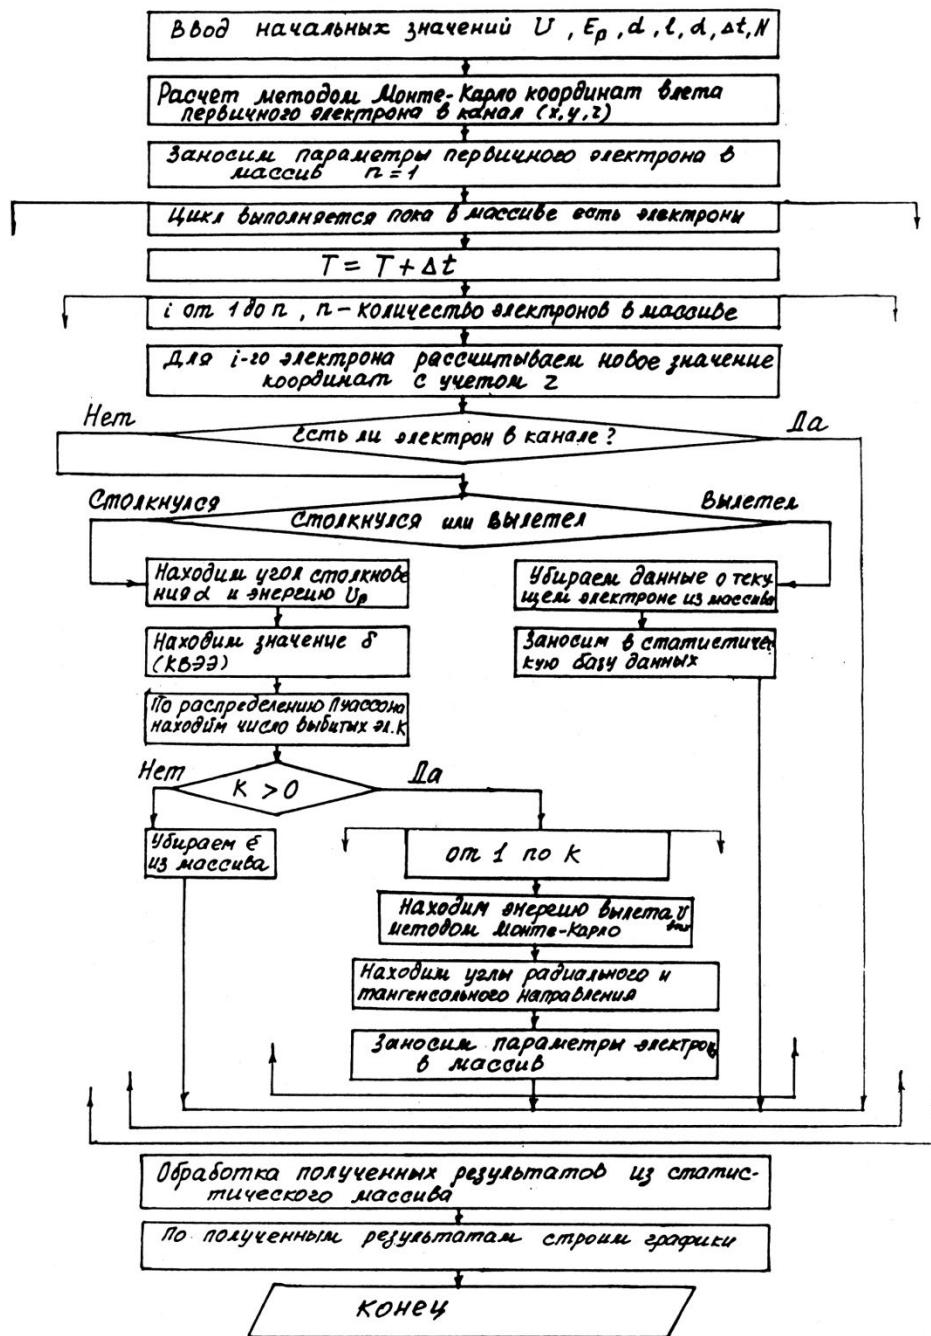 Ввод начальных значений U, Ep, d, l, α, Δt, N
Расчет методом Монте-Карло координат влета
первичного электрона в канал (x, y, z)
Заносим параметры первичного электрона в
массив n = 1
Цикл выполняется пока в массиве есть электроны
T = T + Δt
i от 1 до n, n - количество электронов в массиве
Для i-го электрона рассчитываем новое значение
координат с учетом z
Нет
Есть ли электрон в канале?
Да
Столкнулся
Столкнулся или вылетел
Вылетел
Находим угол столкнове
ния α и энергию Up
Убираем данные о теку
щем электроне из массива
Находим значение δ
(КВЭЭ)
Заносим в статистичес
кую базу данных
По распределению Пуассона
находим число выбитых эл. K
Нет
K > 0
Да
Убираем ē
из массива
от 1 по K
Находим энергию вылета U
методом Монте-Карло
Находим углы радиального и
тангенсального направления
Заносим параметры электрона
в массив
Обработка полученных результатов из статис-
тического массива
По полученным результатам строим графики
конец